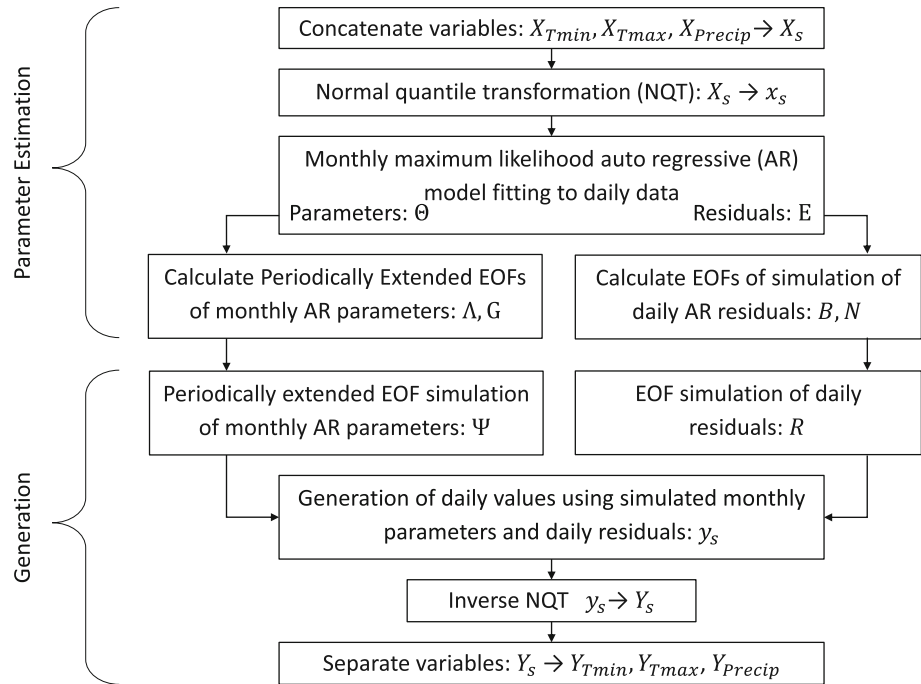 Parameter Estimation
Concatenate variables: X_Tmin, X_Tmax, X_Precip → X_s
Normal quantile transformation (NQT): X_s → x_s
Monthly maximum likelihood auto regressive (AR)
model fitting to daily data
Parameters: Θ
Residuals: E
Calculate Periodically Extended EOFs
of monthly AR parameters: Λ, G
Calculate EOFs of simulation of
daily AR residuals: B, N
Generation
Periodically extended EOF simulation
of monthly AR parameters: Ψ
EOF simulation of daily
residuals: R
Generation of daily values using simulated monthly
parameters and daily residuals: y_s
Inverse NQT y_s → Y_s
Separate variables: Y_s → Y_Tmin, Y_Tmax, Y_Precip